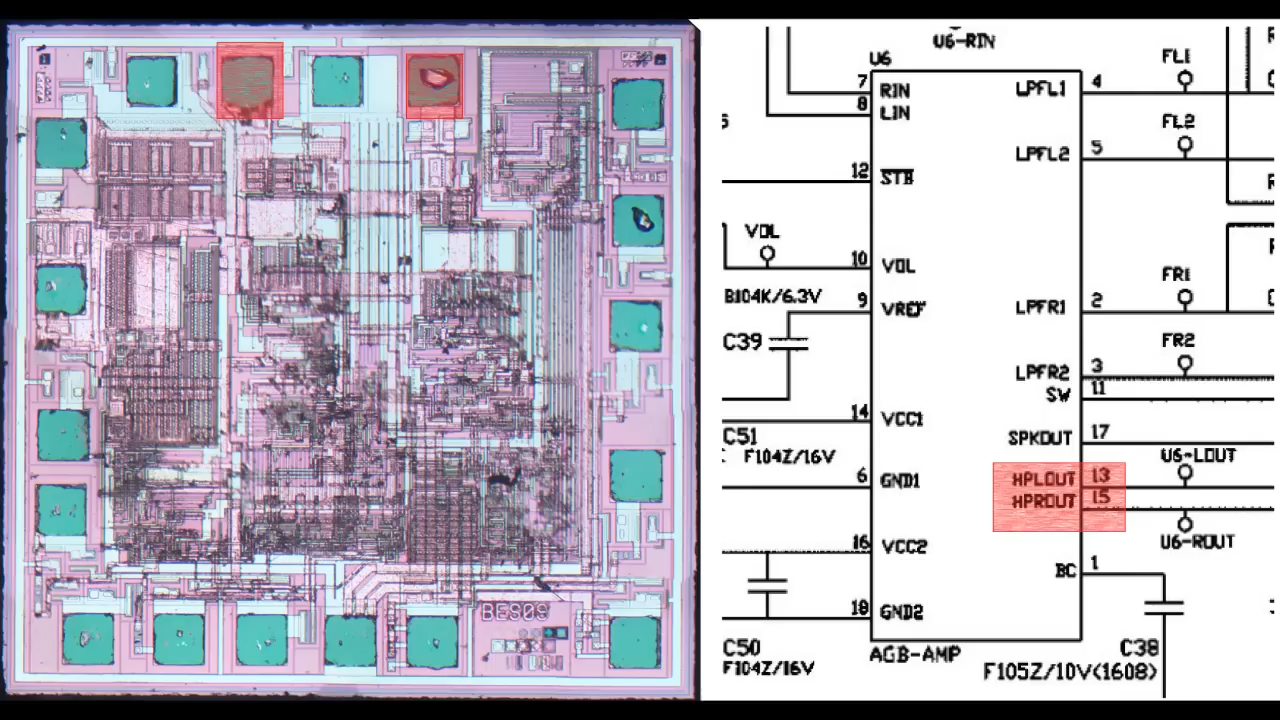 BES09
U6-RIN
U6
7 RIN
8 LIN
12 STB
VOL
10 VOL
B104K/6.3V
9 VREF
C39
14 VCC1
C51
F104Z/16V
6 GND1
16 VCC2
18 GND2
C50
F104Z/16V
AGB-AMP
LPFL1 4
FL1
FL2
LPFL2 5
FR1
LPFR1 2
FR2
LPFR2 3
SW 11
SPKOUT 17
U6-LOUT
HPLOUT 13
HPROUT 15
U6-ROUT
BC 1
C38
F105Z/10V(1608)